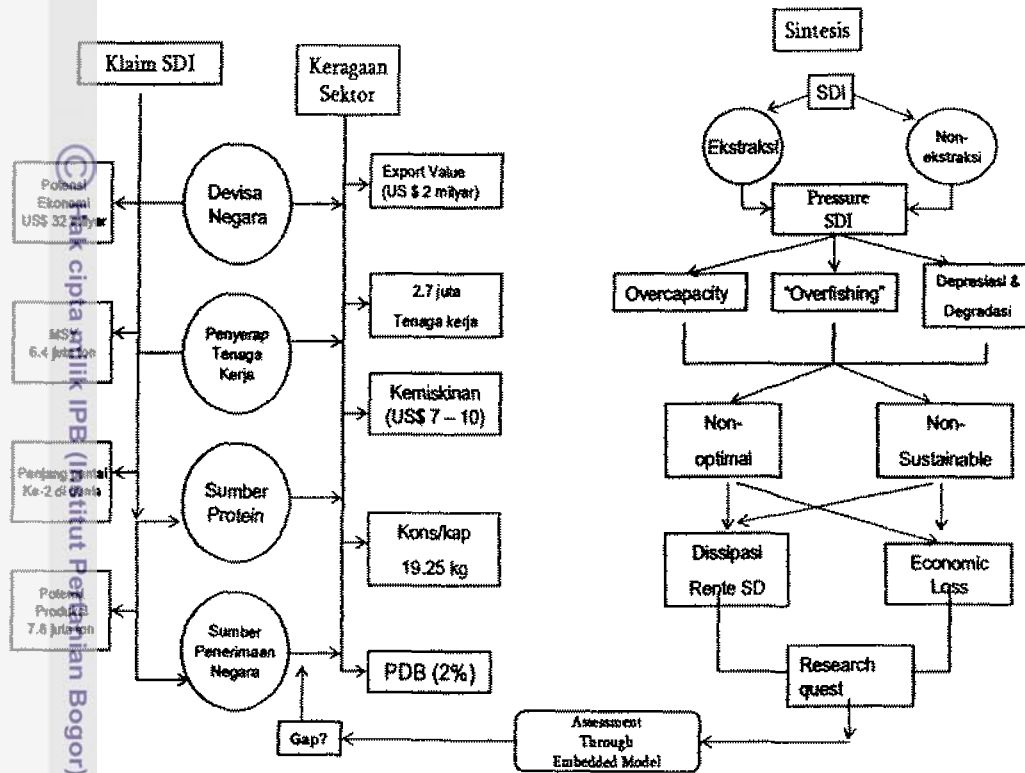 Klaim SDI
Potensi
Ekonomi
US$ 32 milyar
MSY
6.4 juta ton
Panjang pantai
Ke-2 di dunia
Potensi
Produksi
7.8 juta ton
Devisa
Negara
Penyerap
Tenaga
Kerja
Sumber
Protein
Sumber
Penerimaan
Negara
Keragaan
Sektor
Export Value
(US $ 2 milyar)
2.7 juta
Tenaga kerja
Kemiskinan
(US$ 7 – 10)
Kons/kap
19.25 kg
PDB (2%)
Gap?
Sintesis
SDI
Ekstraksi
Non-
ekstraksi
Pressure
SDI
Overcapacity
"Overfishing"
Depresiasi &
Degradasi
Non-
optimal
Non-
Sustainable
Dissipasi
Rente SD
Economic
Loss
Research
quest
Assessment
Through
Embedded Model
© Hak cipta milik IPB (Institut Pertanian Bogor)